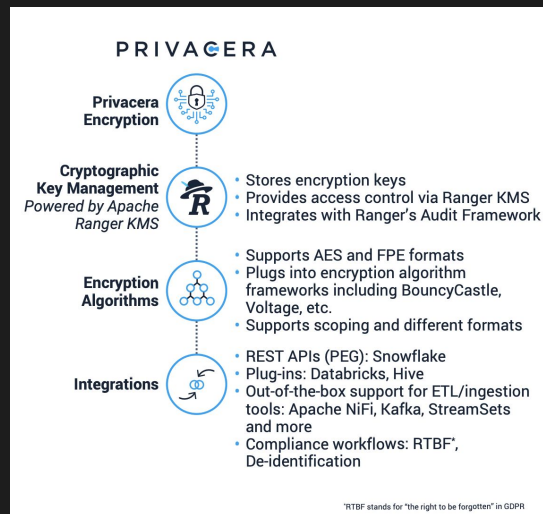 PRIVACERA
Privacera
Encryption
Cryptographic
Key Management
Powered by Apache
Ranger KMS
R
• Stores encryption keys
• Provides access control via Ranger KMS
• Integrates with Ranger's Audit Framework
Encryption
Algorithms
• Supports AES and FPE formats
• Plugs into encryption algorithm
frameworks including BouncyCastle,
Voltage, etc.
• Supports scoping and different formats
Integrations
• REST APIs (PEG): Snowflake
• Plug-ins: Databricks, Hive
• Out-of-the-box support for ETL/ingestion
tools: Apache NiFi, Kafka, StreamSets
and more
• Compliance workflows: RTBF*,
De-identification
*RTBF stands for "the right to be forgotten" in GDPR